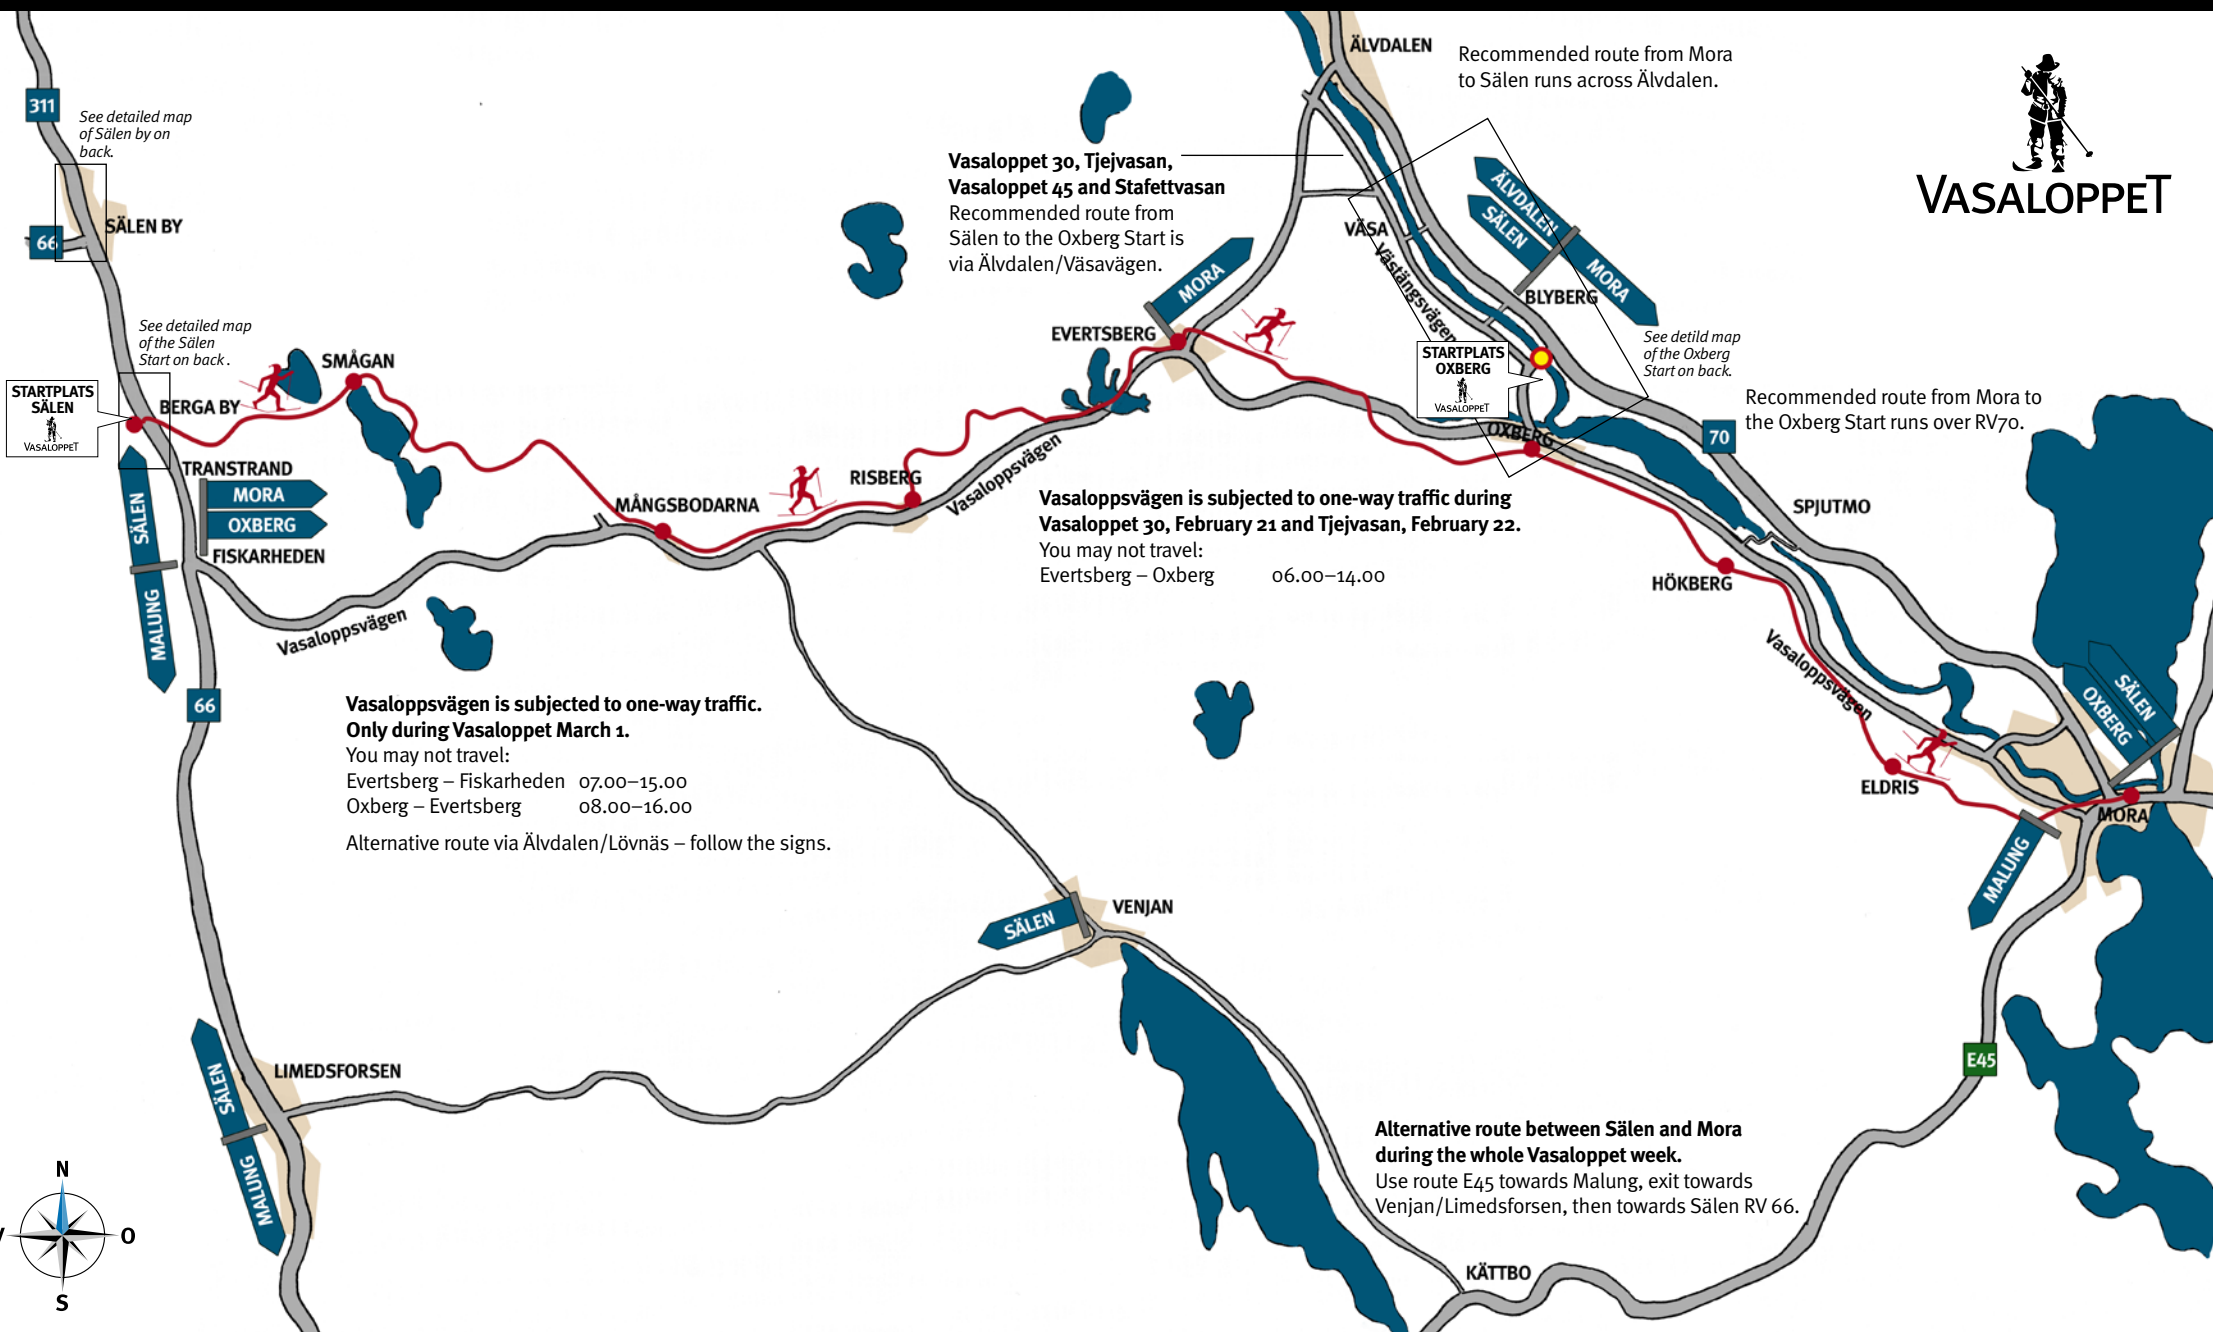 311
See detailed map
of Sälen by on
back.
SÄLEN BY
66
See detailed map
of the Sälen
Start on back.
STARTPLATS
SÄLEN
VASALOPPET
BERGA BY
SMÅGAN
TRANSTRAND
MORA
OXBERG
FISKARHEDEN
SÄLEN
MALUNG
66
Vasaloppsvägen
MÅNGSBODARNA
RISBERG
Vasaloppsvägen
EVERTSBERG
MORA
Vasaloppet 30, Tjejvasan,
Vasaloppet 45 and Stafettvasan
Recommended route from
Sälen to the Oxberg Start is
via Älvdalen/Väsavägen.
ÄLVDALEN
Recommended route from Mora
to Sälen runs across Älvdalen.
VASALOPPET
VÄSA
Västängsvägen
ÄLVDALEN
SÄLEN
MORA
BLYBERG
STARTPLATS
OXBERG
VASALOPPET
See detild map
of the Oxberg
Start on back.
OXBERG
70
Recommended route from Mora to
the Oxberg Start runs over RV70.
SPJUTMO
Vasaloppsvägen is subjected to one-way traffic during
Vasaloppet 30, February 21 and Tjejvasan, February 22.
You may not travel:
Evertsberg – Oxberg 06.00–14.00
HÖKBERG
Vasaloppsvägen
ELDRIS
SÄLEN
OXBERG
MORA
MALUNG
Vasaloppsvägen is subjected to one-way traffic.
Only during Vasaloppet March 1.
You may not travel:
Evertsberg – Fiskarheden 07.00–15.00
Oxberg – Evertsberg 08.00–16.00
Alternative route via Älvdalen/Lövnäs – follow the signs.
SÄLEN
VENJAN
LIMEDSFORSEN
SÄLEN
MALUNG
E45
Alternative route between Sälen and Mora
during the whole Vasaloppet week.
Use route E45 towards Malung, exit towards
Venjan/Limedsforsen, then towards Sälen RV 66.
KÄTTBO
N
O
S